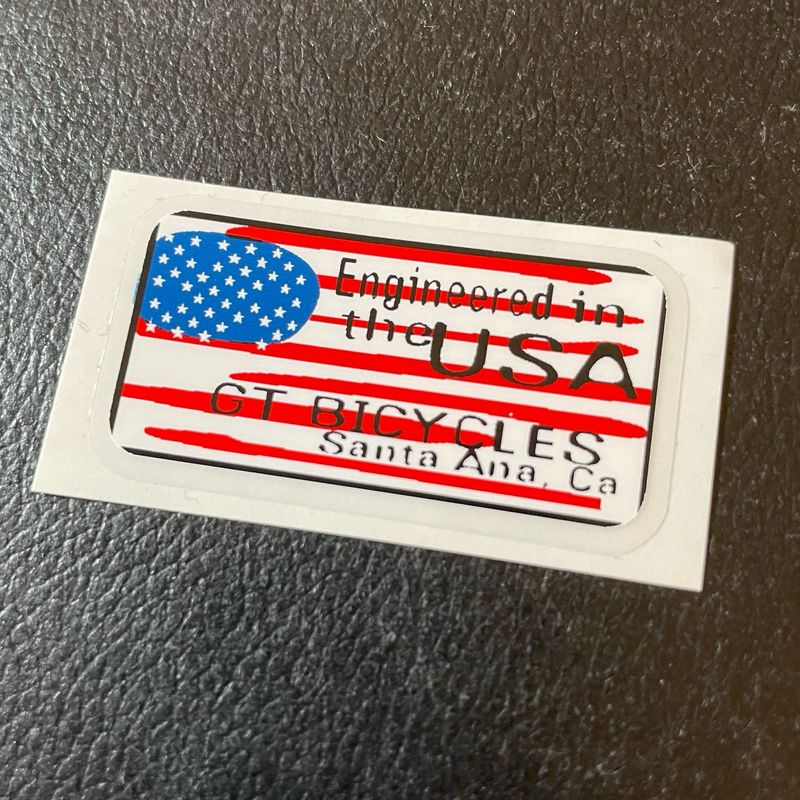 Engineered in
the USA
GT BICYCLES
Santa Ana, Ca